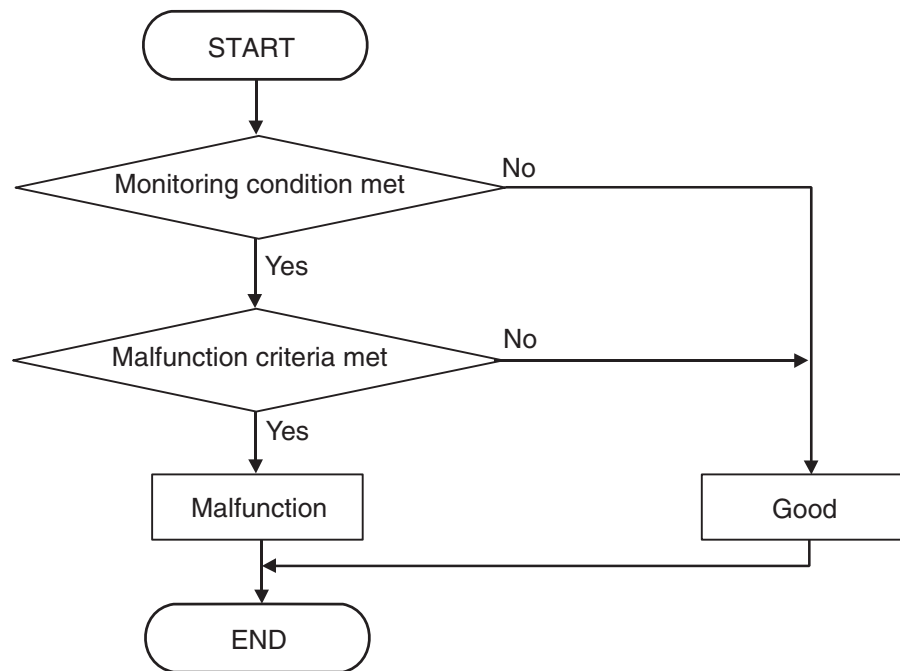 START
Monitoring condition met
No
Yes
Malfunction criteria met
No
Yes
Malfunction
Good
END